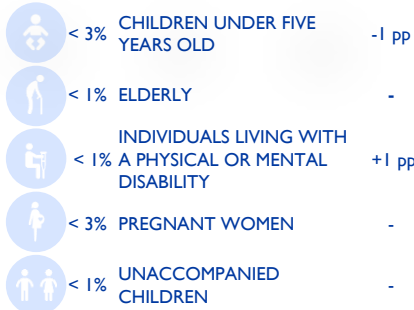 < 3% CHILDREN UNDER FIVE YEARS OLD -1 pp
< 1% ELDERLY -
< 1% INDIVIDUALS LIVING WITH A PHYSICAL OR MENTAL DISABILITY +1 pp
< 3% PREGNANT WOMEN -
< 1% UNACCOMPANIED CHILDREN -